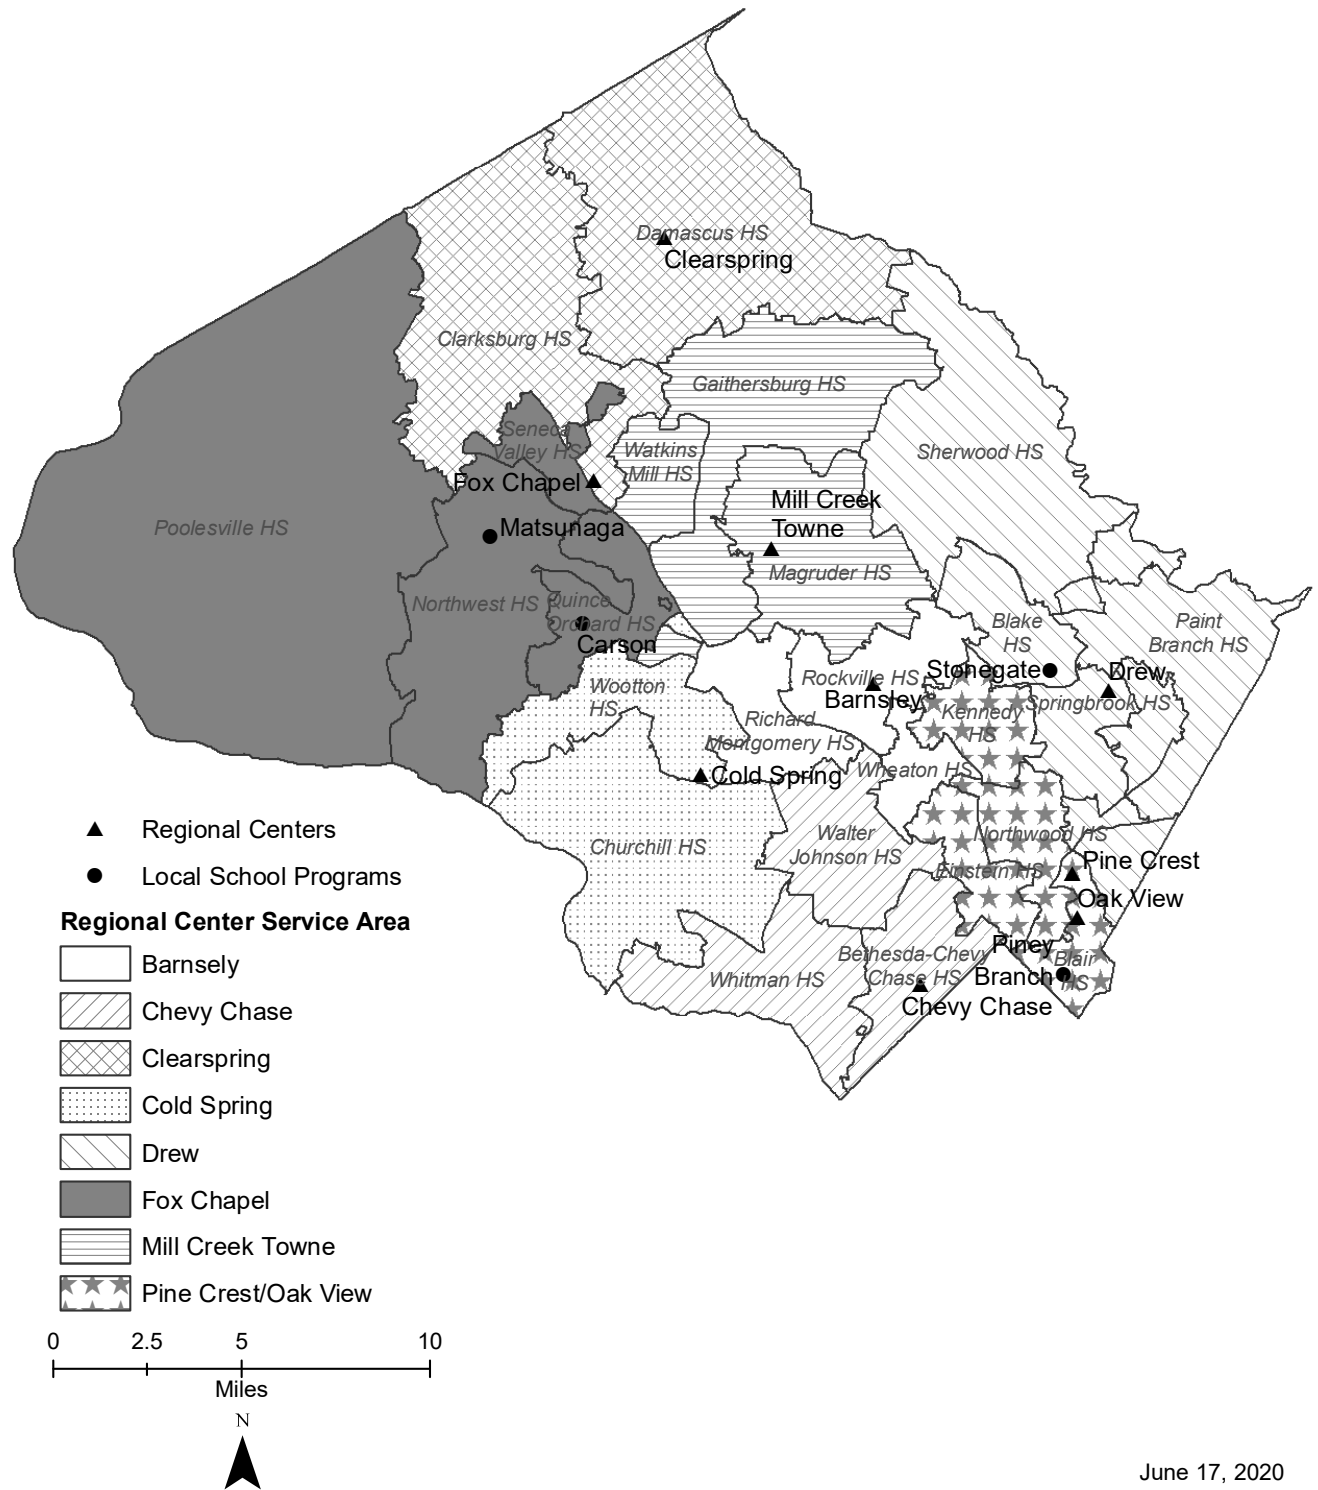 Damascus HS
Clearspring
Clarksburg HS
Gaithersburg HS
Seneca
Valley HS
Watkins
Mill HS
Sherwood HS
Fox Chapel
Mill Creek
Towne
Matsunaga
Poolesville HS
Magruder HS
Northwest HS
Quince
Orchard HS
Carson
Blake
HS
Paint
Branch HS
Stonegate
Drew
Rockville HS
Barnsley
Wootton
HS
Kennedy
HS
Springbrook HS
Richard
Montgomery HS
Cold Spring
Wheaton HS
Churchill HS
Walter
Johnson HS
Northwood HS
Einstein HS
Pine Crest
Oak View
Piney
Branch
Blair
HS
Bethesda-Chevy
Chase HS
Whitman HS
Chevy Chase
Regional Centers
Local School Programs
Regional Center Service Area
Barnsely
Chevy Chase
Clearspring
Cold Spring
Drew
Fox Chapel
Mill Creek Towne
Pine Crest/Oak View
0 2.5 5 10
Miles
N
June 17, 2020